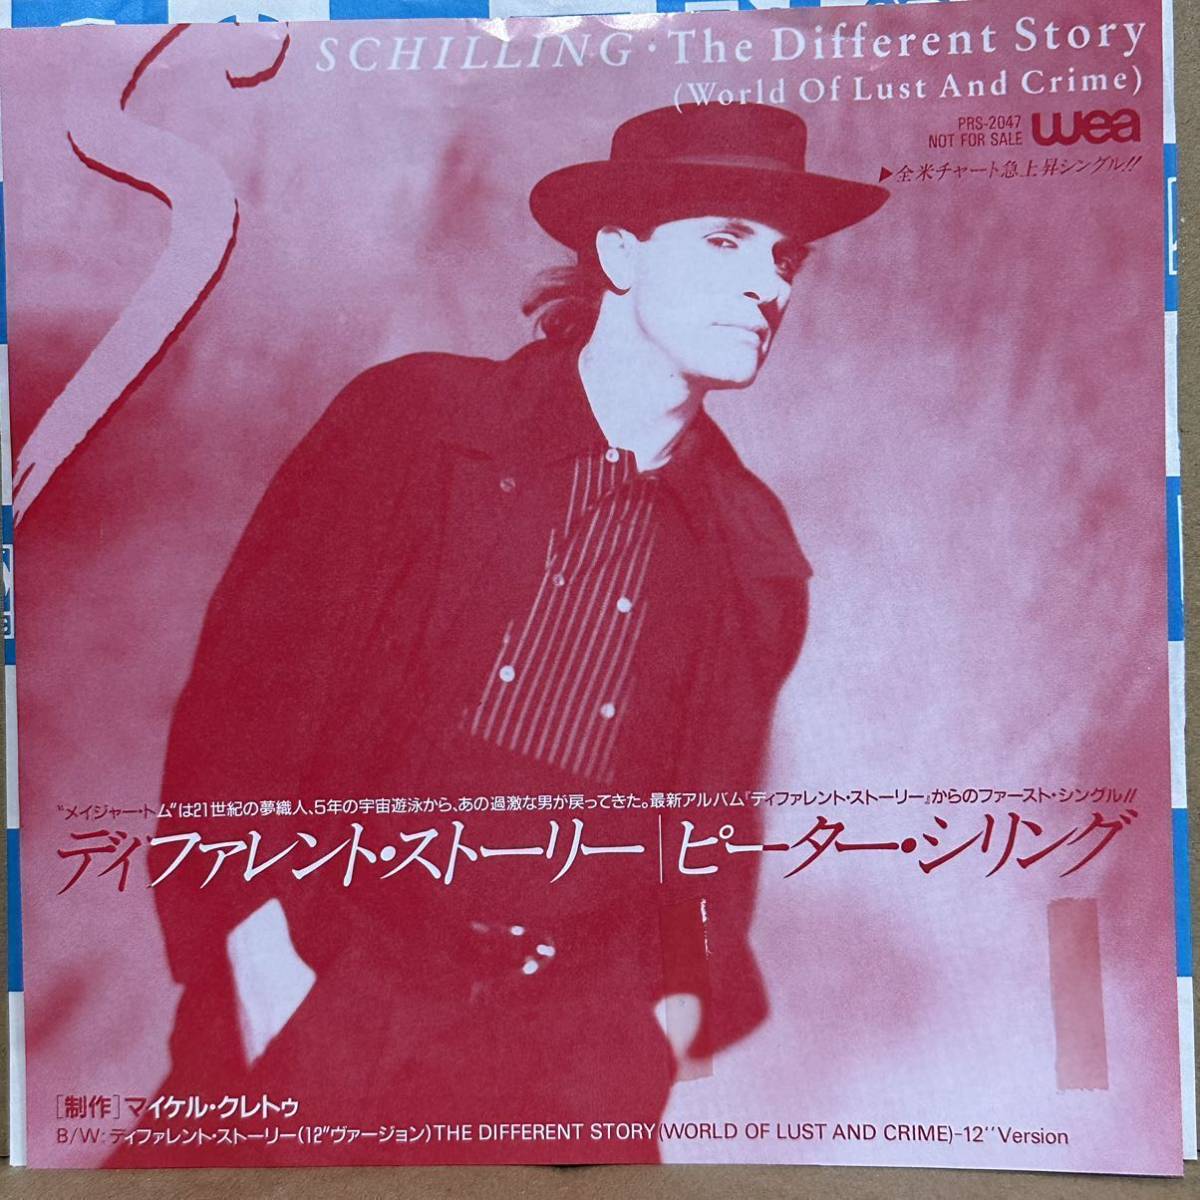 SCHILLING · The Different Story
(World Of Lust And Crime)
PRS-2047
NOT FOR SALE wea
▶全米チャート急上昇シングル!!
"メイジャー・トム"は21世紀の夢織人、5年の宇宙遊泳から、あの過激な男が戻ってきた。最新アルバム『ディファレント・ストーリー』からのファースト・シングル!!
ディファレント・ストーリー|ピーター・シリング
[制作]マイケル・クレトゥ
B/W:ディファレント・ストーリー(12"ヴァージョン)THE DIFFERENT STORY(WORLD OF LUST AND CRIME)-12''Version